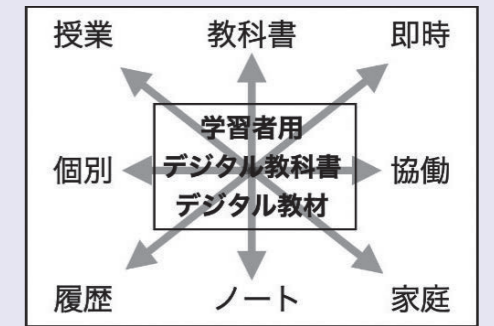 授業 教科書 即時
学習者用
個別 デジタル教科書 協働
デジタル教材
履歴 ノート 家庭